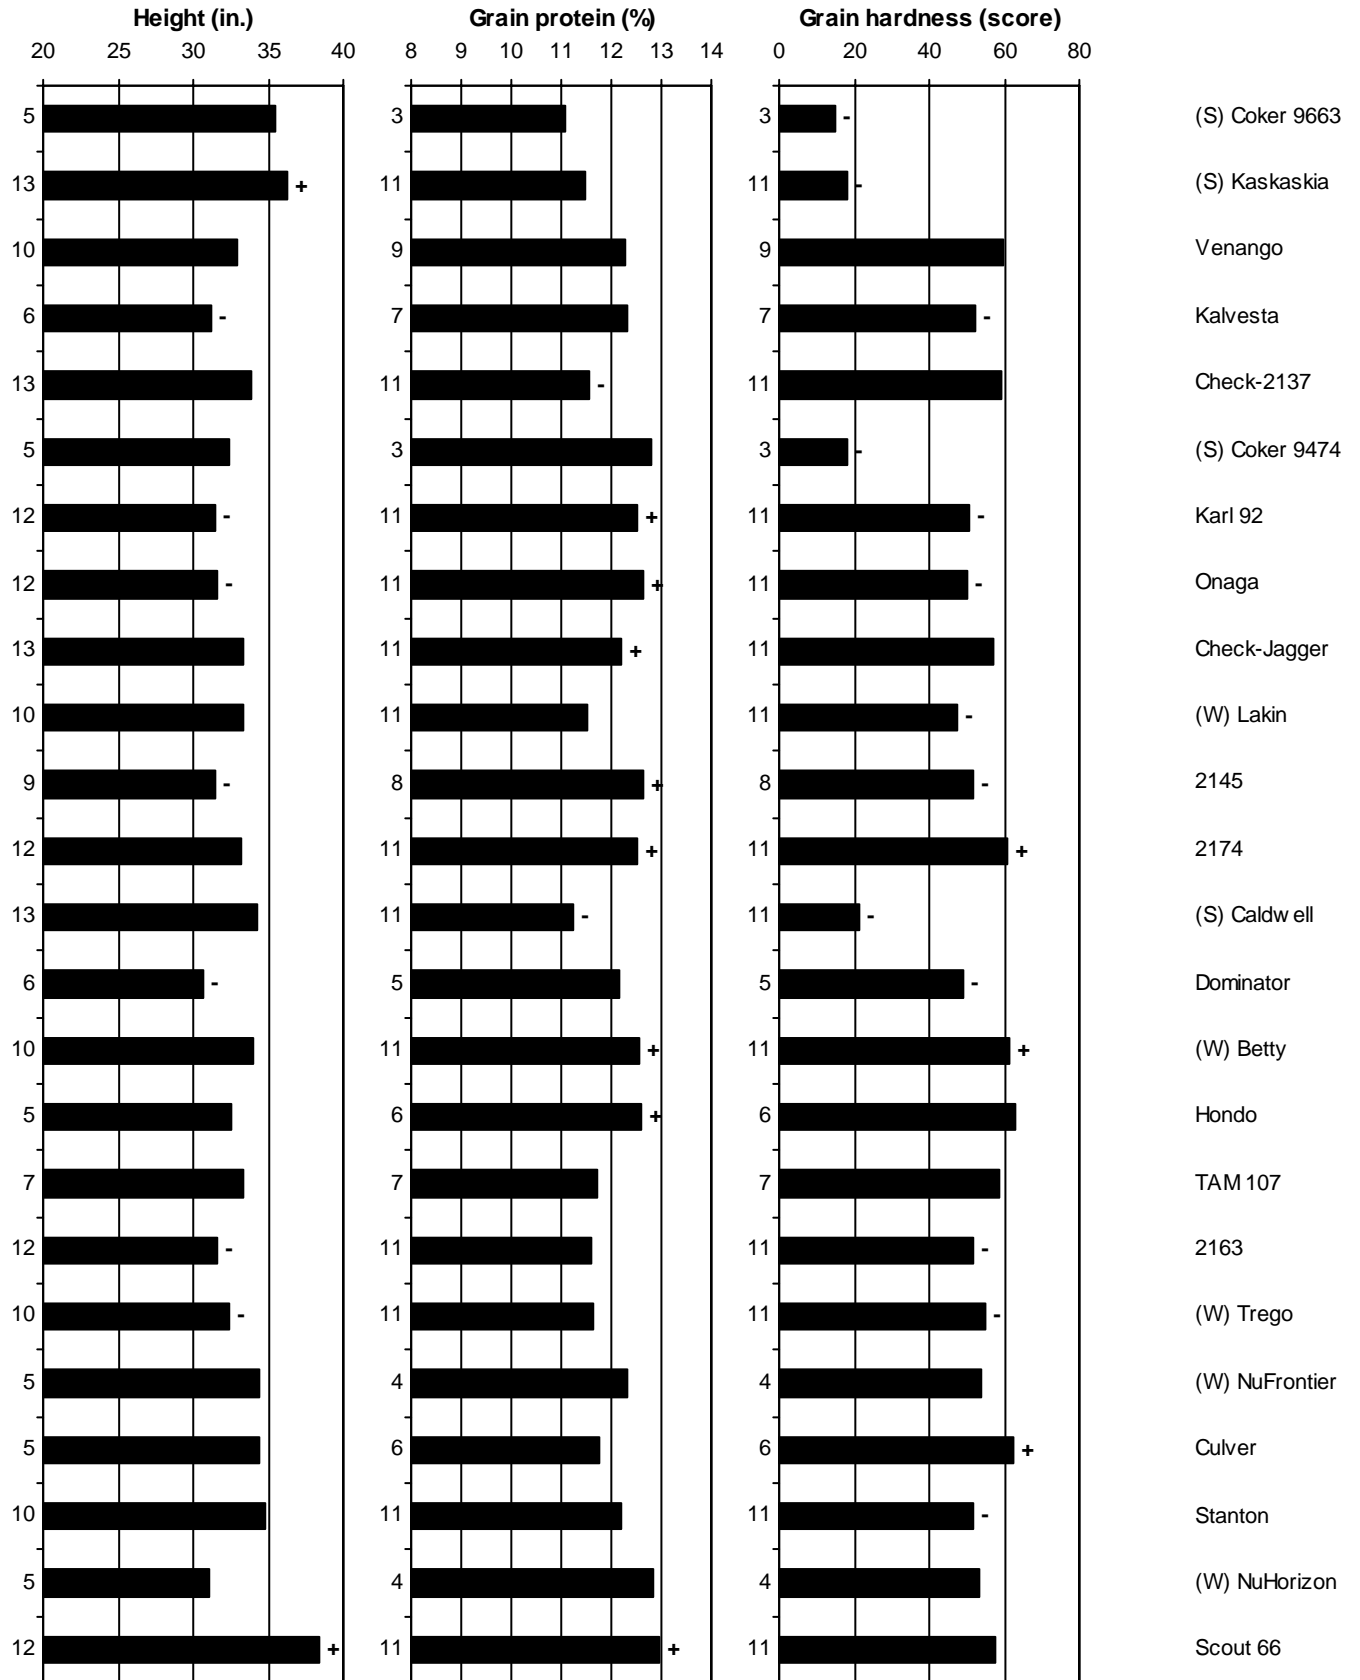 Height (in.) Grain protein (%) Grain hardness (score)
20 25 30 35 40 8 9 10 11 12 13 14 0 20 40 60 80
5 3 3 - (S) Coker 9663
13 + 11 11 - (S) Kaskaskia
10 9 9 Venango
6 - 7 7 - Kalvesta
13 11 - 11 Check-2137
5 3 3 - (S) Coker 9474
12 - 11 + 11 - Karl 92
12 - 11 + 11 - Onaga
13 11 + 11 Check-Jagger
10 11 11 - (W) Lakin
9 - 8 + 8 - 2145
12 11 + 11 + 2174
13 11 - 11 - (S) Caldwell
6 - 5 5 - Dominator
10 11 + 11 + (W) Betty
5 6 + 6 Hondo
7 7 7 TAM 107
12 - 11 11 - 2163
10 - 11 11 - (W) Trego
5 4 4 (W) NuFrontier
5 6 6 + Culver
10 11 11 - Stanton
5 4 4 (W) NuHorizon
12 + 11 + 11 Scout 66